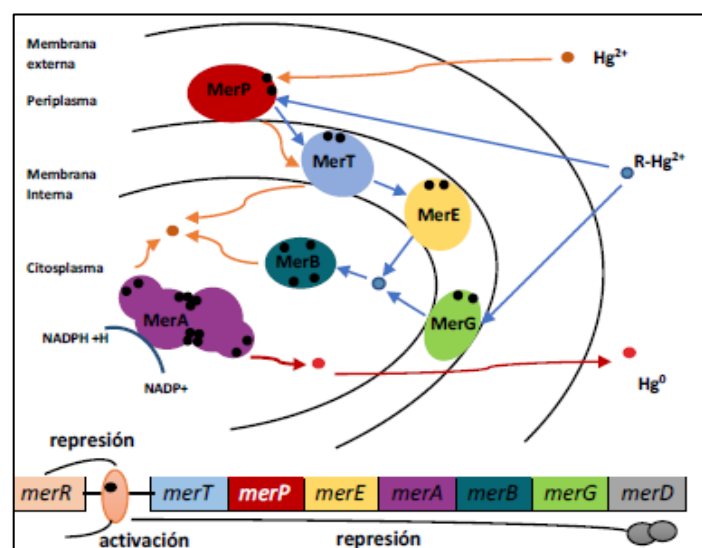 Membrana
externa
Hg2+
MerP
Periplasma
MerT
R-Hg2+
Membrana
Interna
MerE
MerB
Citosplasma
MerA
MerG
NADPH +H
NADP+
Hg0
represión
merR
merT
merP
merE
merA
merB
merG
merD
activación
represión